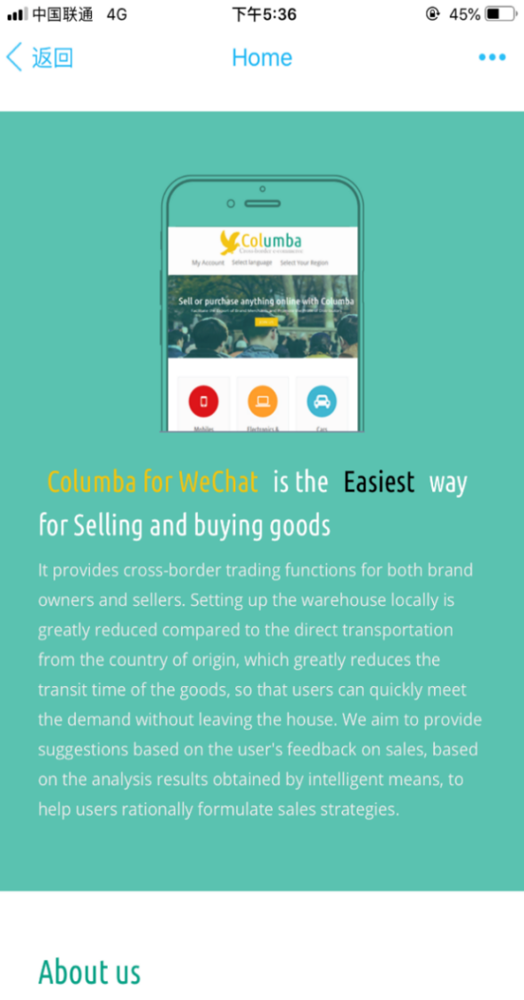 中国联通 4G 下午5:36 45%
返回 Home
Columba
Cross-border e-commerce
My Account Select language Select Your Region
Sell or purchase anything online with Columba
Mobiles Electronics & Cars
Columba for WeChat is the Easiest way
for Selling and buying goods
It provides cross-border trading functions for both brand
owners and sellers. Setting up the warehouse locally is
greatly reduced compared to the direct transportation
from the country of origin, which greatly reduces the
transit time of the goods, so that users can quickly meet
the demand without leaving the house. We aim to provide
suggestions based on the user's feedback on sales, based
on the analysis results obtained by intelligent means, to
help users rationally formulate sales strategies.
About us